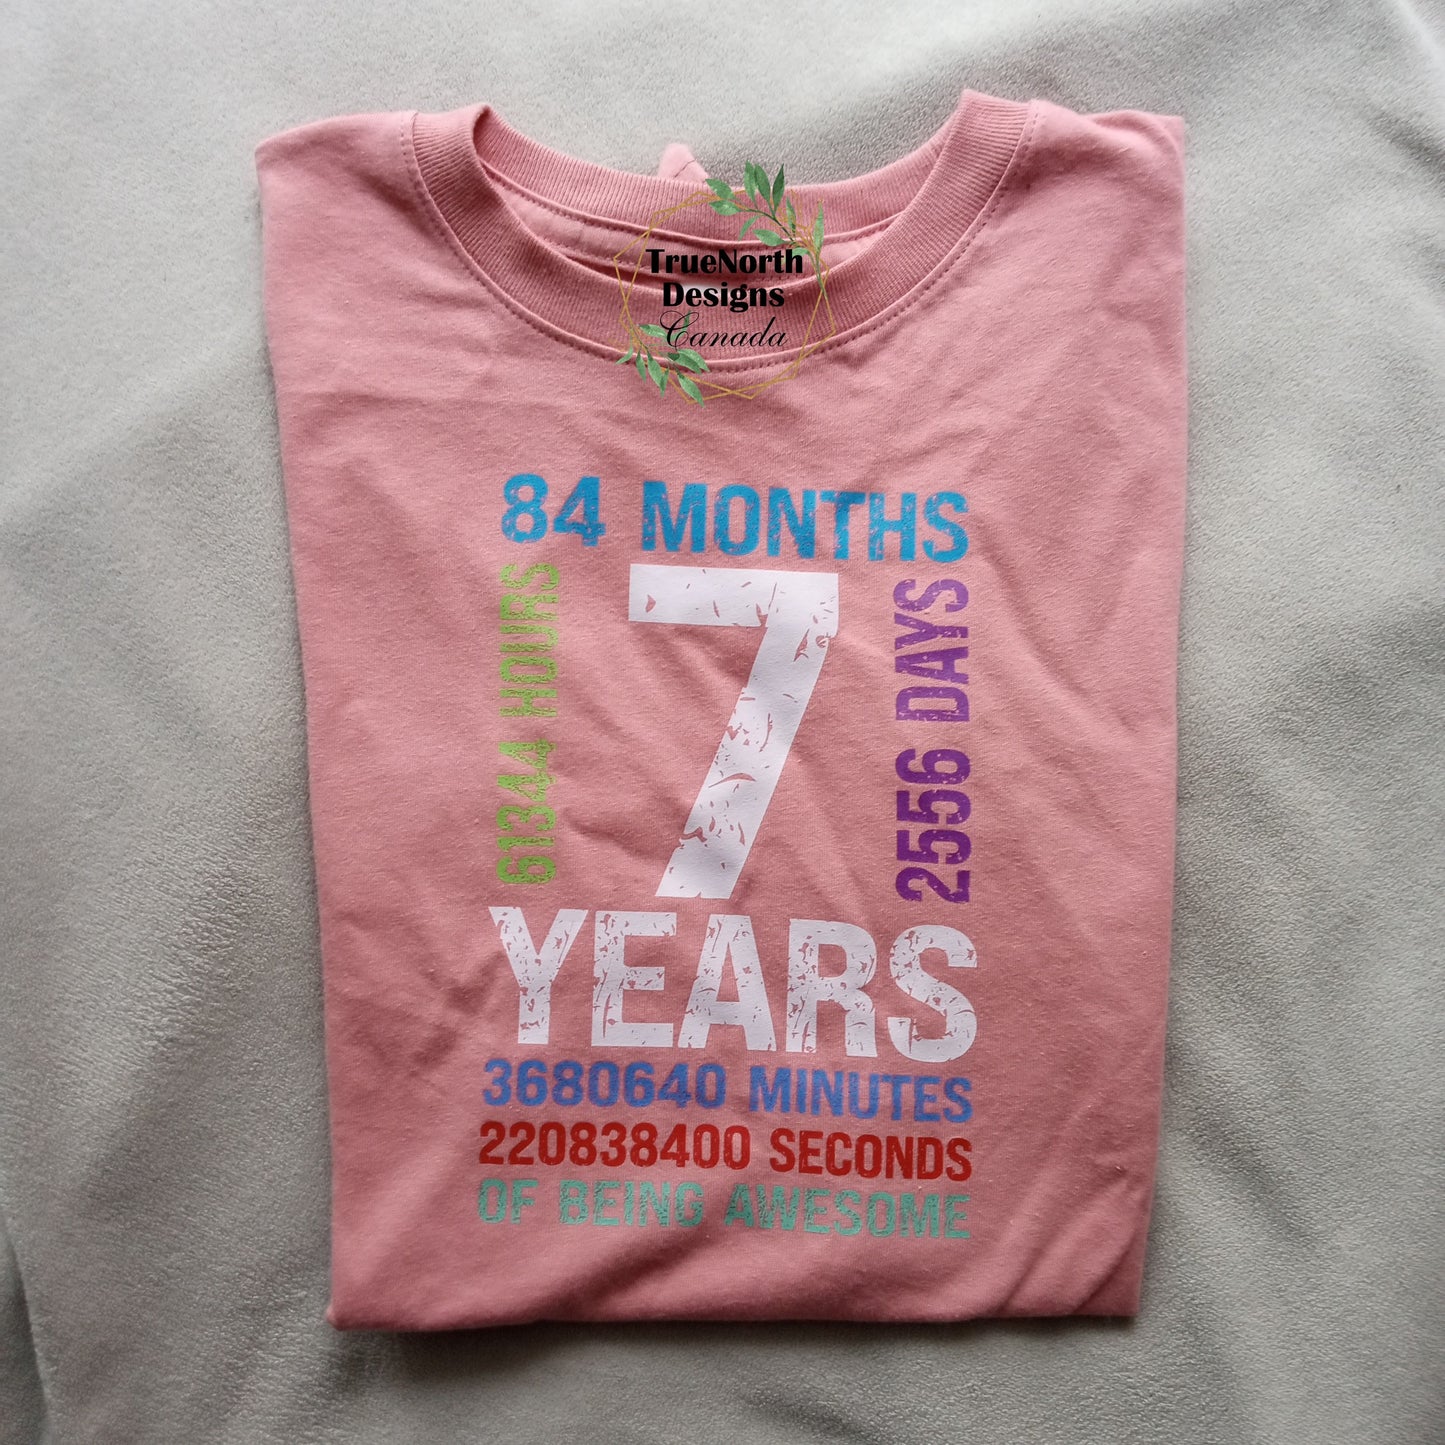 TrueNorth
Designs
Canada
84 MONTHS
61344 HOURS
7
2556 DAYS
YEARS
3680640 MINUTES
220838400 SECONDS
OF BEING AWESOME